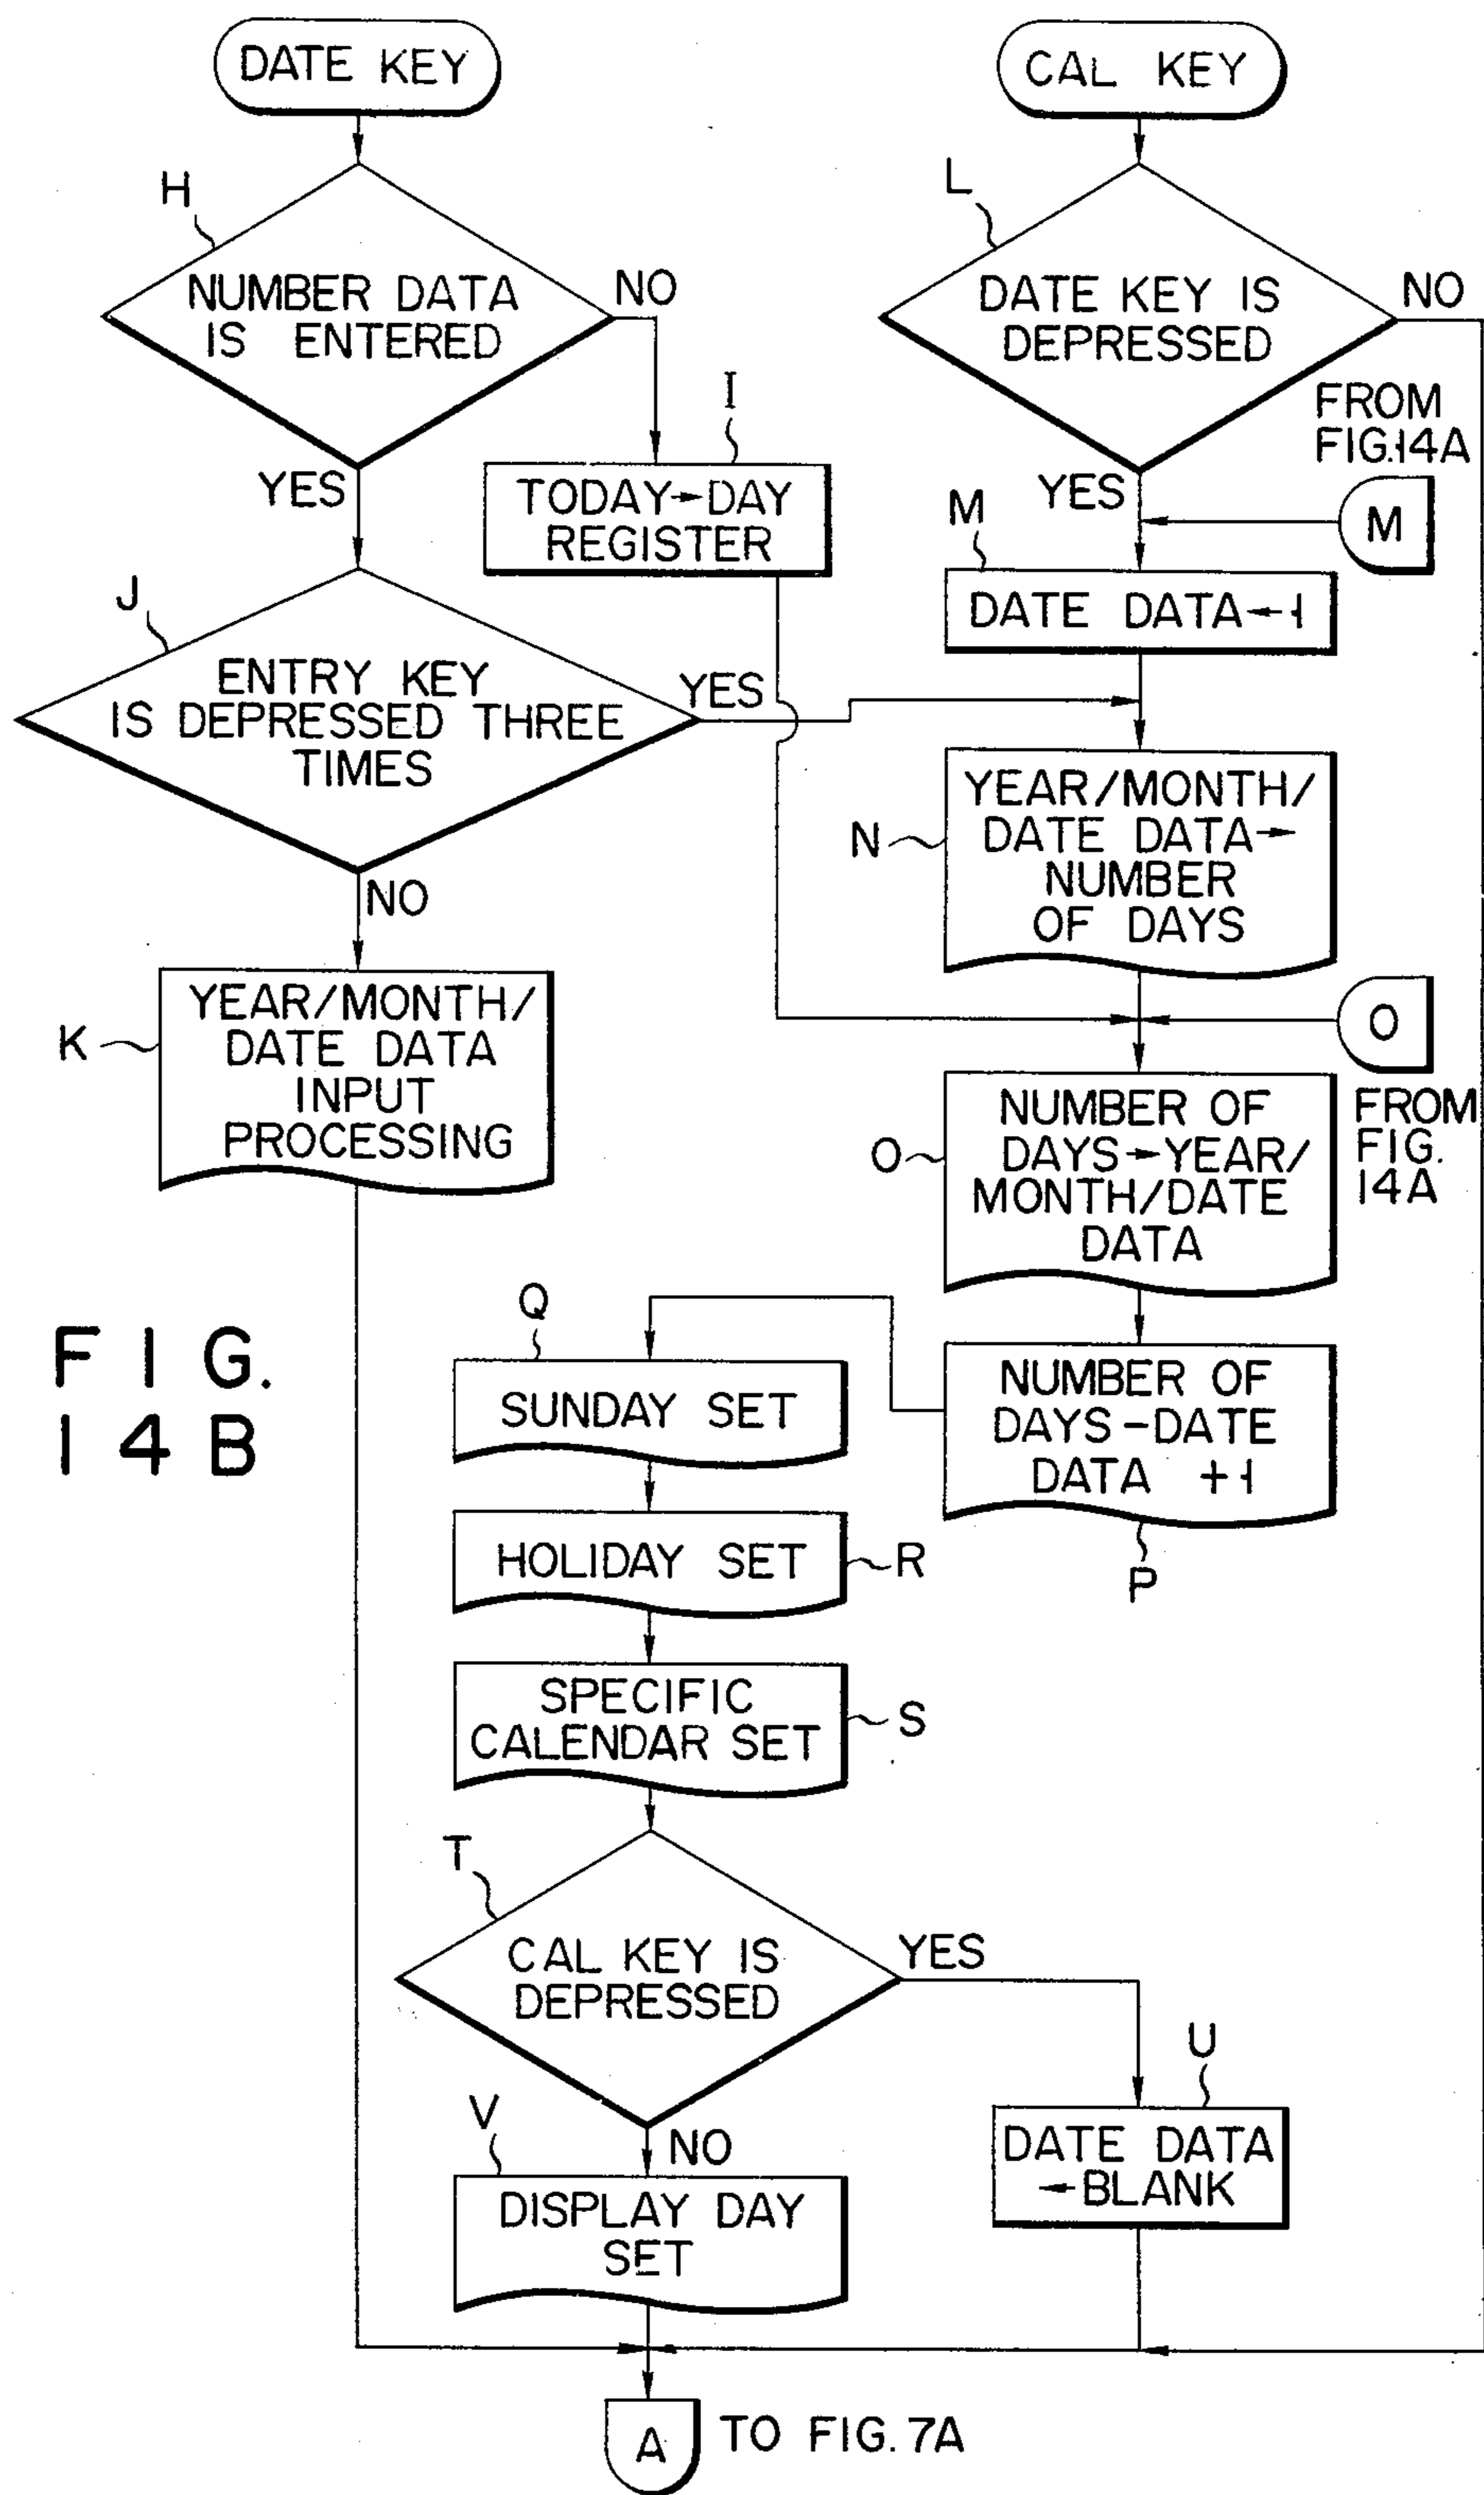 DATE KEY
CAL KEY
H
L
NUMBER DATA
IS ENTERED
NO
DATE KEY IS
DEPRESSED
NO
I
FROM
FIG.14A
YES
TODAY→DAY
REGISTER
YES
M
M
J
DATE DATA←1
ENTRY KEY
IS DEPRESSED THREE
TIMES
YES
N
YEAR/MONTH/
DATE DATA→
NUMBER
OF DAYS
NO
K
YEAR/MONTH/
DATE DATA
INPUT
PROCESSING
O
FROM
FIG.
14A
O
NUMBER OF
DAYS→YEAR/
MONTH/DATE
DATA
FIG.
14B
Q
SUNDAY SET
NUMBER OF
DAYS-DATE
DATA +1
P
HOLIDAY SET
R
SPECIFIC
CALENDAR SET
S
T
CAL KEY IS
DEPRESSED
YES
U
V
NO
DATE DATA
←BLANK
DISPLAY DAY
SET
A
TO FIG. 7A